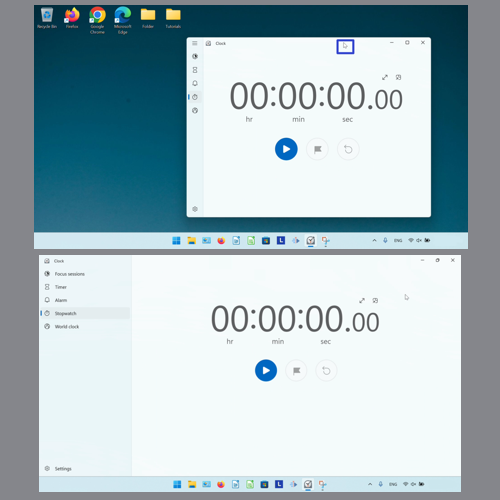 Recycle Bin
Firefox
Google Chrome
Microsoft Edge
Folder
Tutorials
Clock
00:00:00.00
hr min sec
ENG
Clock
Focus sessions
Timer
Alarm
Stopwatch
World clock
00:00:00.00
hr min sec
Settings
ENG